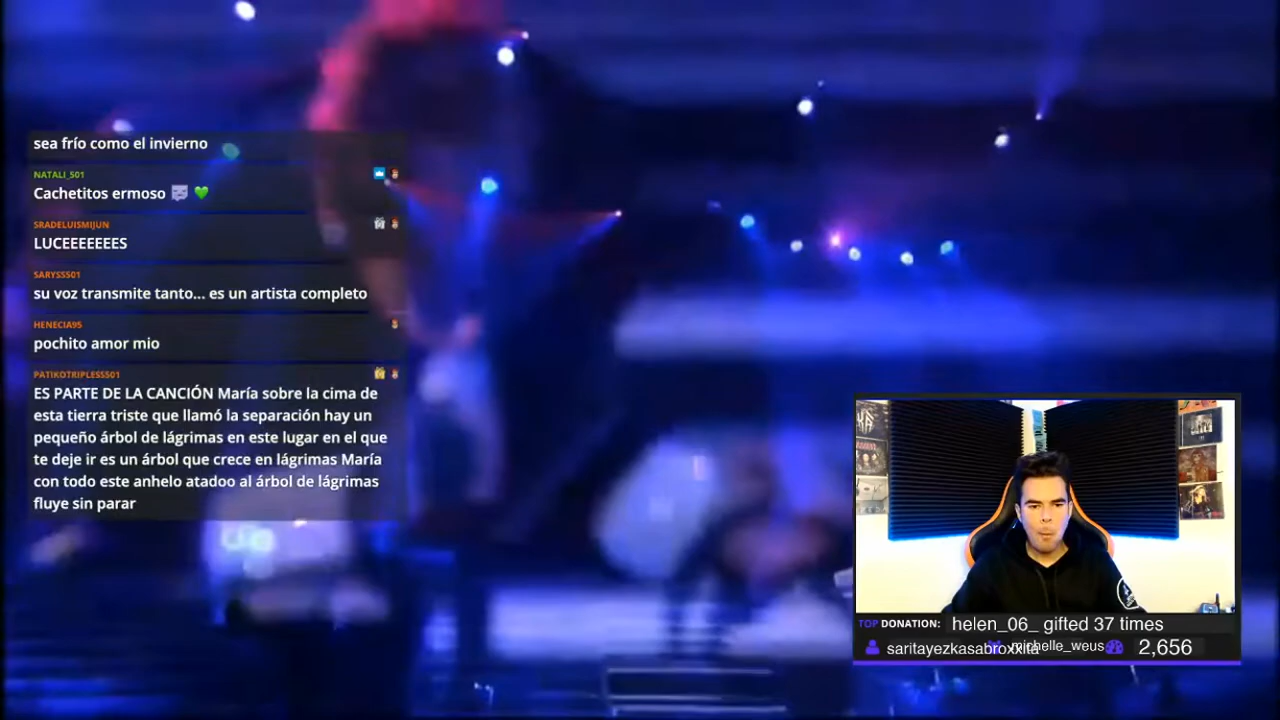 sea frío como el invierno
NATALI_501
Cachetitos ermoso
SRADELUISMIJUN
LUCEEEEEEES
SARYSSS01
su voz transmite tanto... es un artista completo
HENECIA95
pochito amor mio
PATIKOTRIPLESSS01
ES PARTE DE LA CANCIÓN María sobre la cima de
esta tierra triste que llamó la separación hay un
pequeño árbol de lágrimas en este lugar en el que
te deje ir es un árbol que crece en lágrimas María
con todo este anhelo atadoo al árbol de lágrimas
fluye sin parar
TOP DONATION: helen_06_ gifted 37 times
michelle_weus 2,656